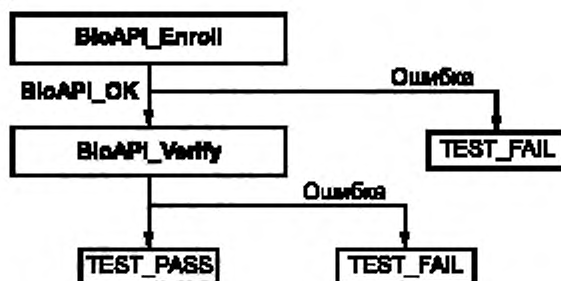 BioAPI_Enroll
BioAPI_OK
Ошибка
BioAPI_Verify
TEST_FAIL
Ошибка
TEST_PASS
TEST_FAIL